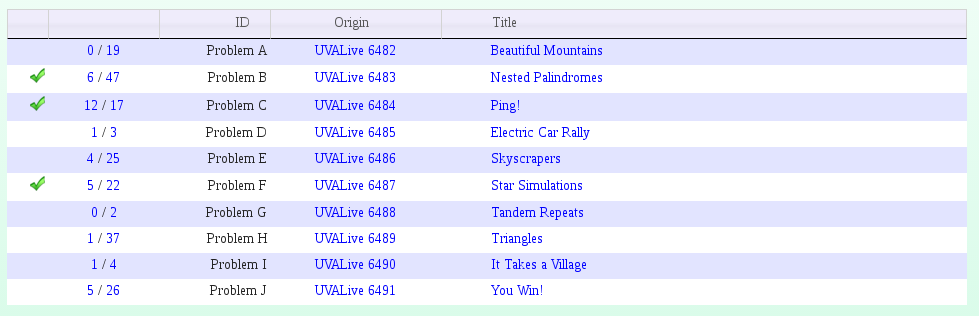 ID Origin Title
0 / 19 Problem A UVALive 6482 Beautiful Mountains
6 / 47 Problem B UVALive 6483 Nested Palindromes
12 / 17 Problem C UVALive 6484 Ping!
1 / 3 Problem D UVALive 6485 Electric Car Rally
4 / 25 Problem E UVALive 6486 Skyscrapers
5 / 22 Problem F UVALive 6487 Star Simulations
0 / 2 Problem G UVALive 6488 Tandem Repeats
1 / 37 Problem H UVALive 6489 Triangles
1 / 4 Problem I UVALive 6490 It Takes a Village
5 / 26 Problem J UVALive 6491 You Win!